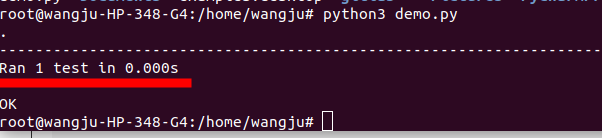 root@wangju-HP-348-G4:/home/wangju# python3 demo.py
.
----------------------------------------------------------------------
Ran 1 test in 0.000s
OK
root@wangju-HP-348-G4:/home/wangju#